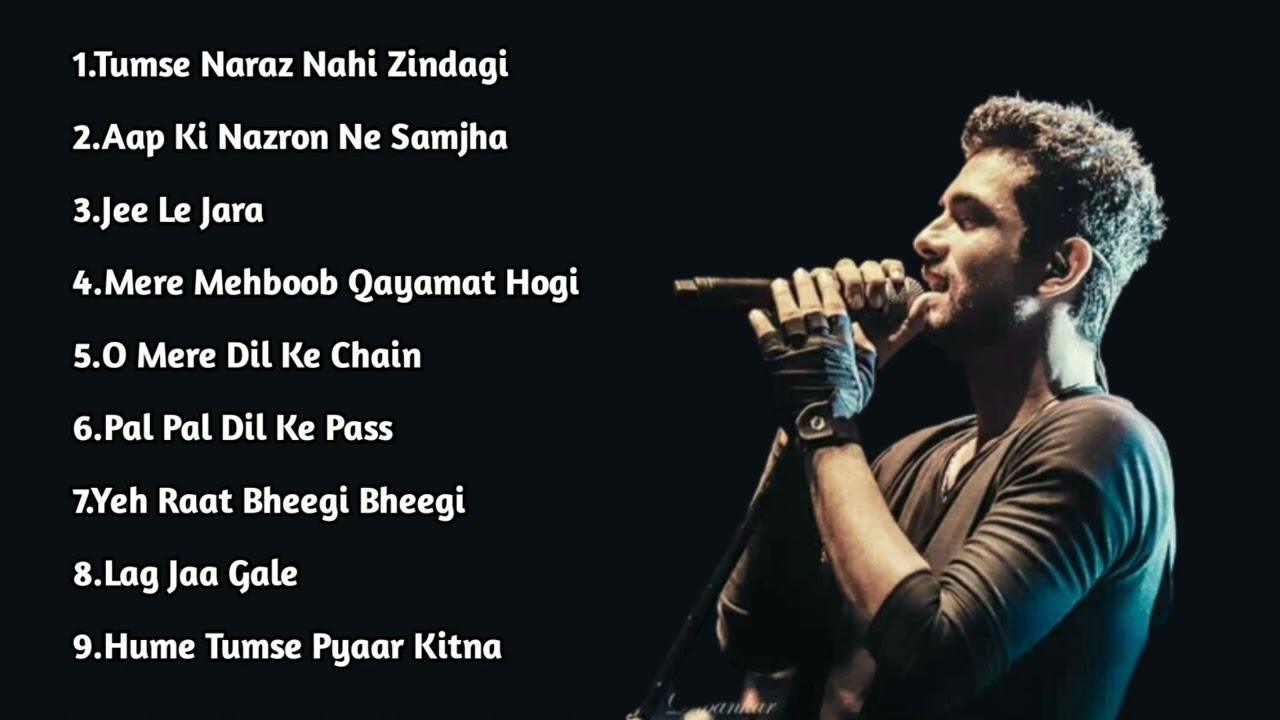 1.Tumse Naraz Nahi Zindagi
2.Aap Ki Nazron Ne Samjha
3.Jee Le Jara
4.Mere Mehboob Qayamat Hogi
5.O Mere Dil Ke Chain
6.Pal Pal Dil Ke Pass
7.Yeh Raat Bheegi Bheegi
8.Lag Jaa Gale
9.Hume Tumse Pyaar Kitna